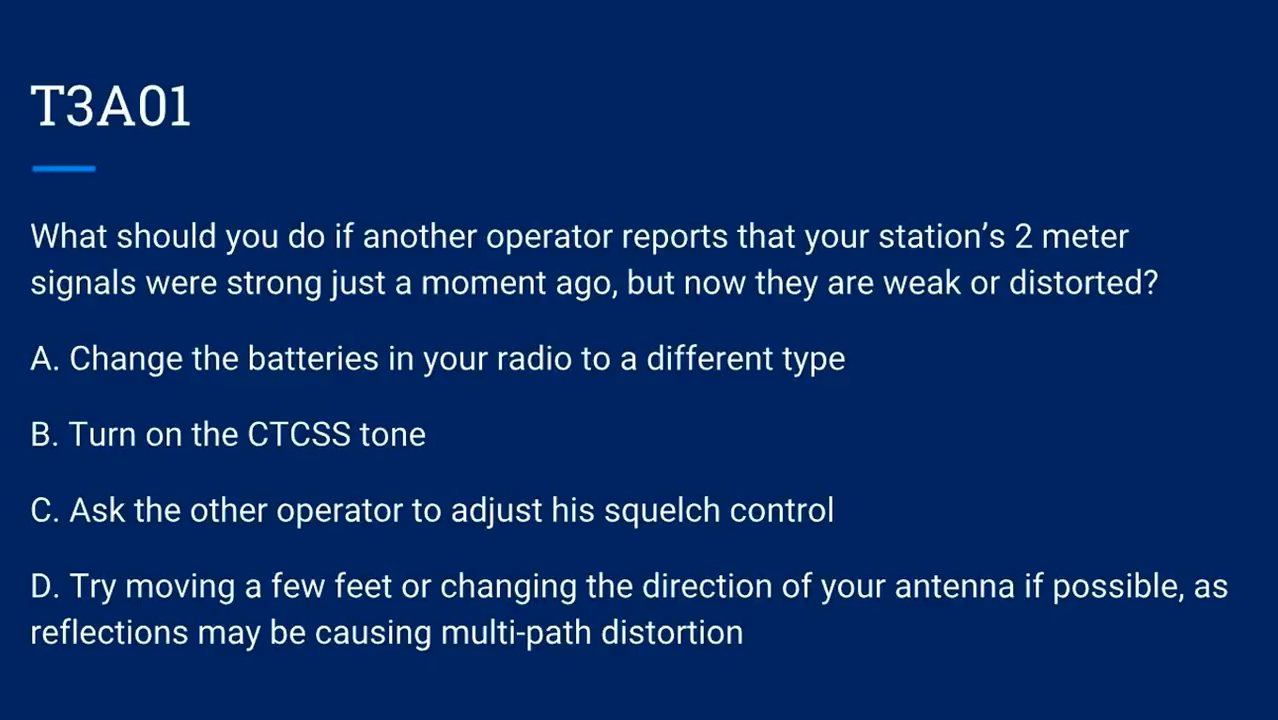 T3A01
What should you do if another operator reports that your station’s 2 meter
signals were strong just a moment ago, but now they are weak or distorted?
A. Change the batteries in your radio to a different type
B. Turn on the CTCSS tone
C. Ask the other operator to adjust his squelch control
D. Try moving a few feet or changing the direction of your antenna if possible, as
reflections may be causing multi-path distortion